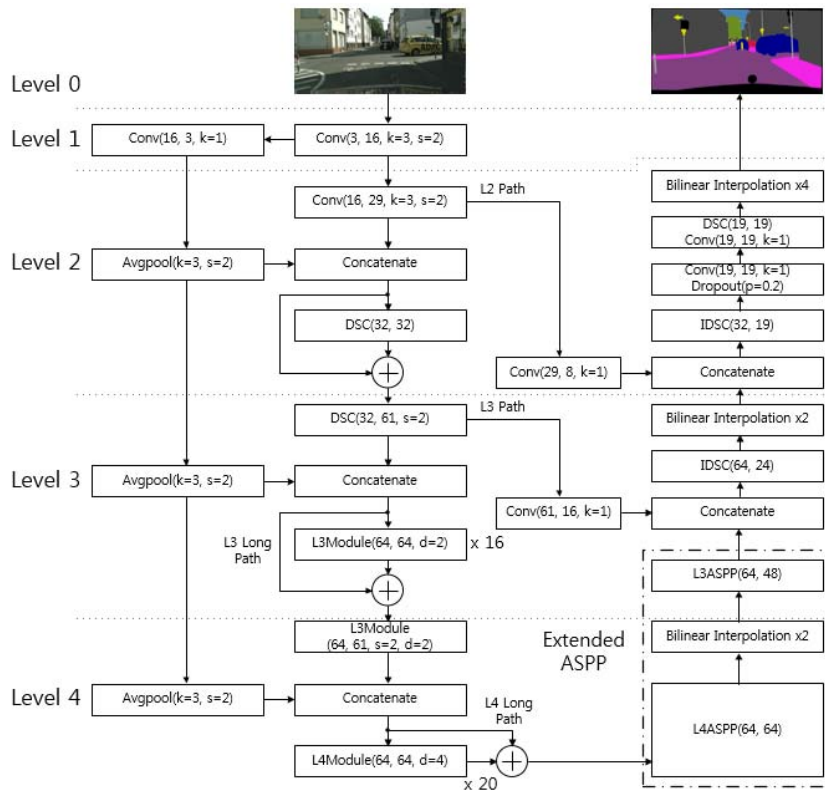 Level 0
Level 1
Conv(16, 3, k=1)
Conv(3, 16, k=3, s=2)
Bilinear Interpolation x4
Conv(16, 29, k=3, s=2)
L2 Path
DSC(19, 19)
Conv(19, 19, k=1)
Level 2
Avgpool(k=3, s=2)
Concatenate
Conv(19, 19, k=1)
Dropout(p=0.2)
DSC(32, 32)
IDSC(32, 19)
Conv(29, 8, k=1)
Concatenate
DSC(32, 61, s=2)
L3 Path
Bilinear Interpolation x2
Level 3
Avgpool(k=3, s=2)
Concatenate
IDSC(64, 24)
Conv(61, 16, k=1)
Concatenate
L3 Long
Path
L3Module(64, 64, d=2)
x 16
L3ASPP(64, 48)
L3Module
(64, 61, s=2, d=2)
Extended
ASPP
Bilinear Interpolation x2
Level 4
Avgpool(k=3, s=2)
Concatenate
L4 Long
Path
L4ASPP(64, 64)
L4Module(64, 64, d=4)
x 20